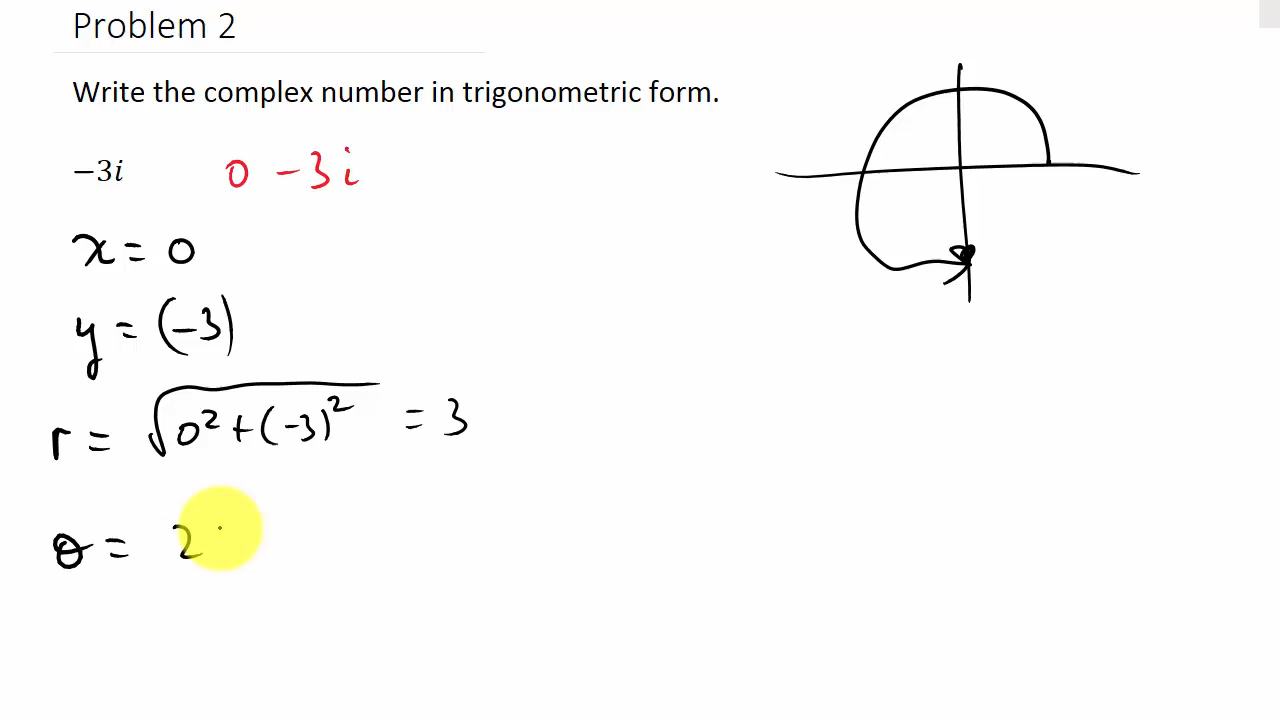 Problem 2
Write the complex number in trigonometric form.
−3i 0 −3i
x = 0
y = (−3)
r = √0² + (−3)² = 3
θ = 2